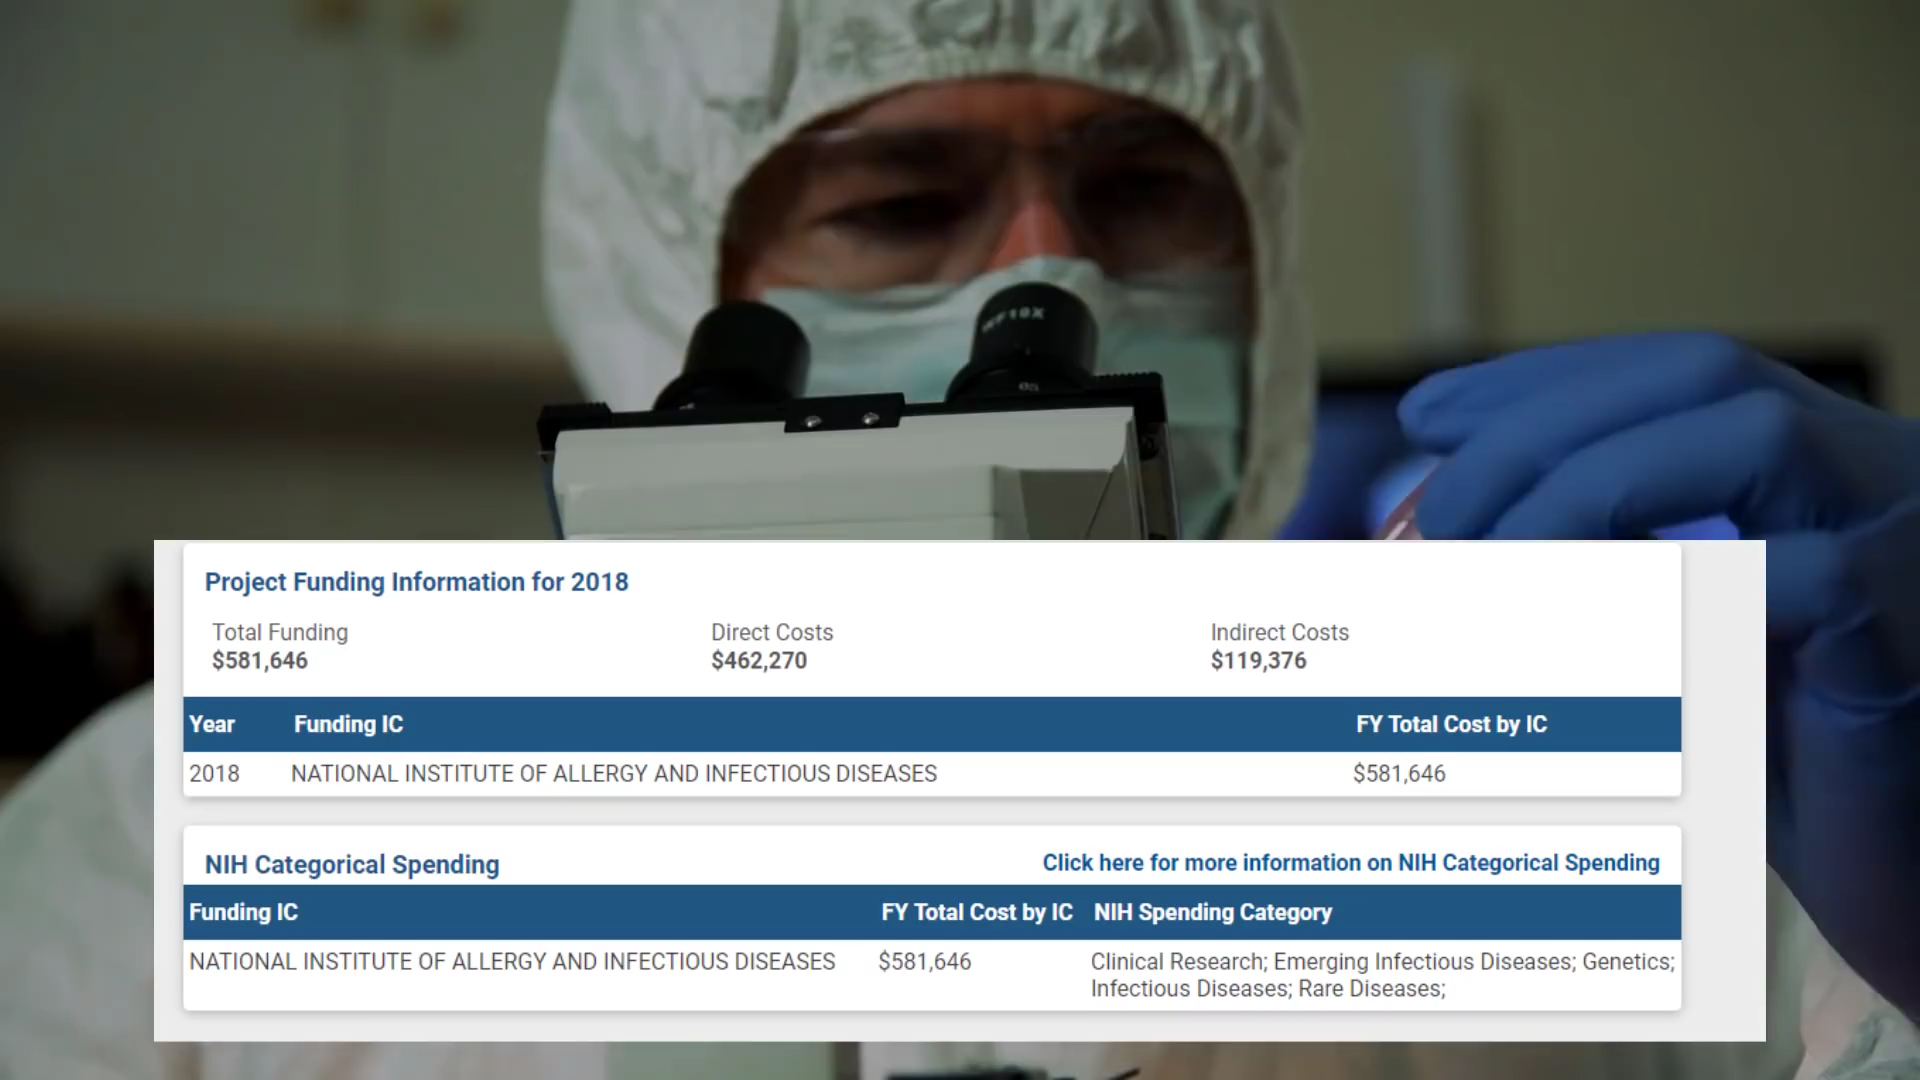 WF10X
Project Funding Information for 2018
Total Funding Direct Costs Indirect Costs
$581,646 $462,270 $119,376
Year Funding IC FY Total Cost by IC
2018 NATIONAL INSTITUTE OF ALLERGY AND INFECTIOUS DISEASES $581,646
NIH Categorical Spending Click here for more information on NIH Categorical Spending
Funding IC FY Total Cost by IC NIH Spending Category
NATIONAL INSTITUTE OF ALLERGY AND INFECTIOUS DISEASES $581,646 Clinical Research; Emerging Infectious Diseases; Genetics;
Infectious Diseases; Rare Diseases;